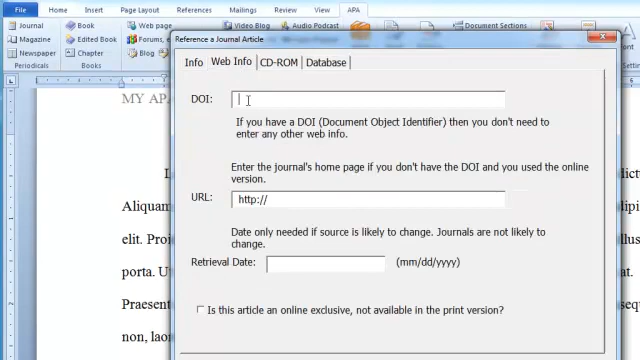 File Home Insert Page Layout References Mailings Review View APA
Journal Book Web page Video Blog Audio Podcast Document Sections
Magazine Edited Book Forums, e
Newspaper Chapter Blog
Periodicals
Reference a Journal Article
Info Web Info CD-ROM Database
DOI:
If you have a DOI (Document Object Identifier) then you don't need to
enter any other web info.
Enter the journal's home page if you don't have the DOI and you used the online
version.
URL: http://
Date only needed if source is likely to change. Journals are not likely to
change.
Retrieval Date: (mm/dd/yyyy)
Is this article an online exclusive, not available in the print version?
MY APA
Lo
Aliquam
elit. Proi
porta. U
Praesent
non, laor